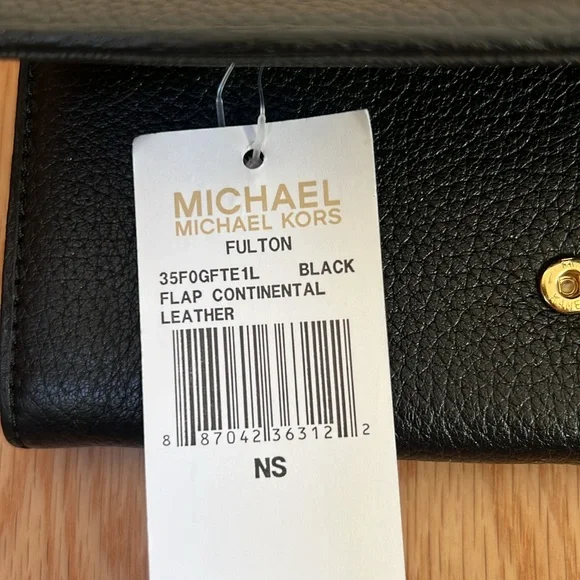 MICHAEL
MICHAEL KORS
FULTON
35F0GFTE1L BLACK
FLAP CONTINENTAL
LEATHER
8 87042 36312 2
NS